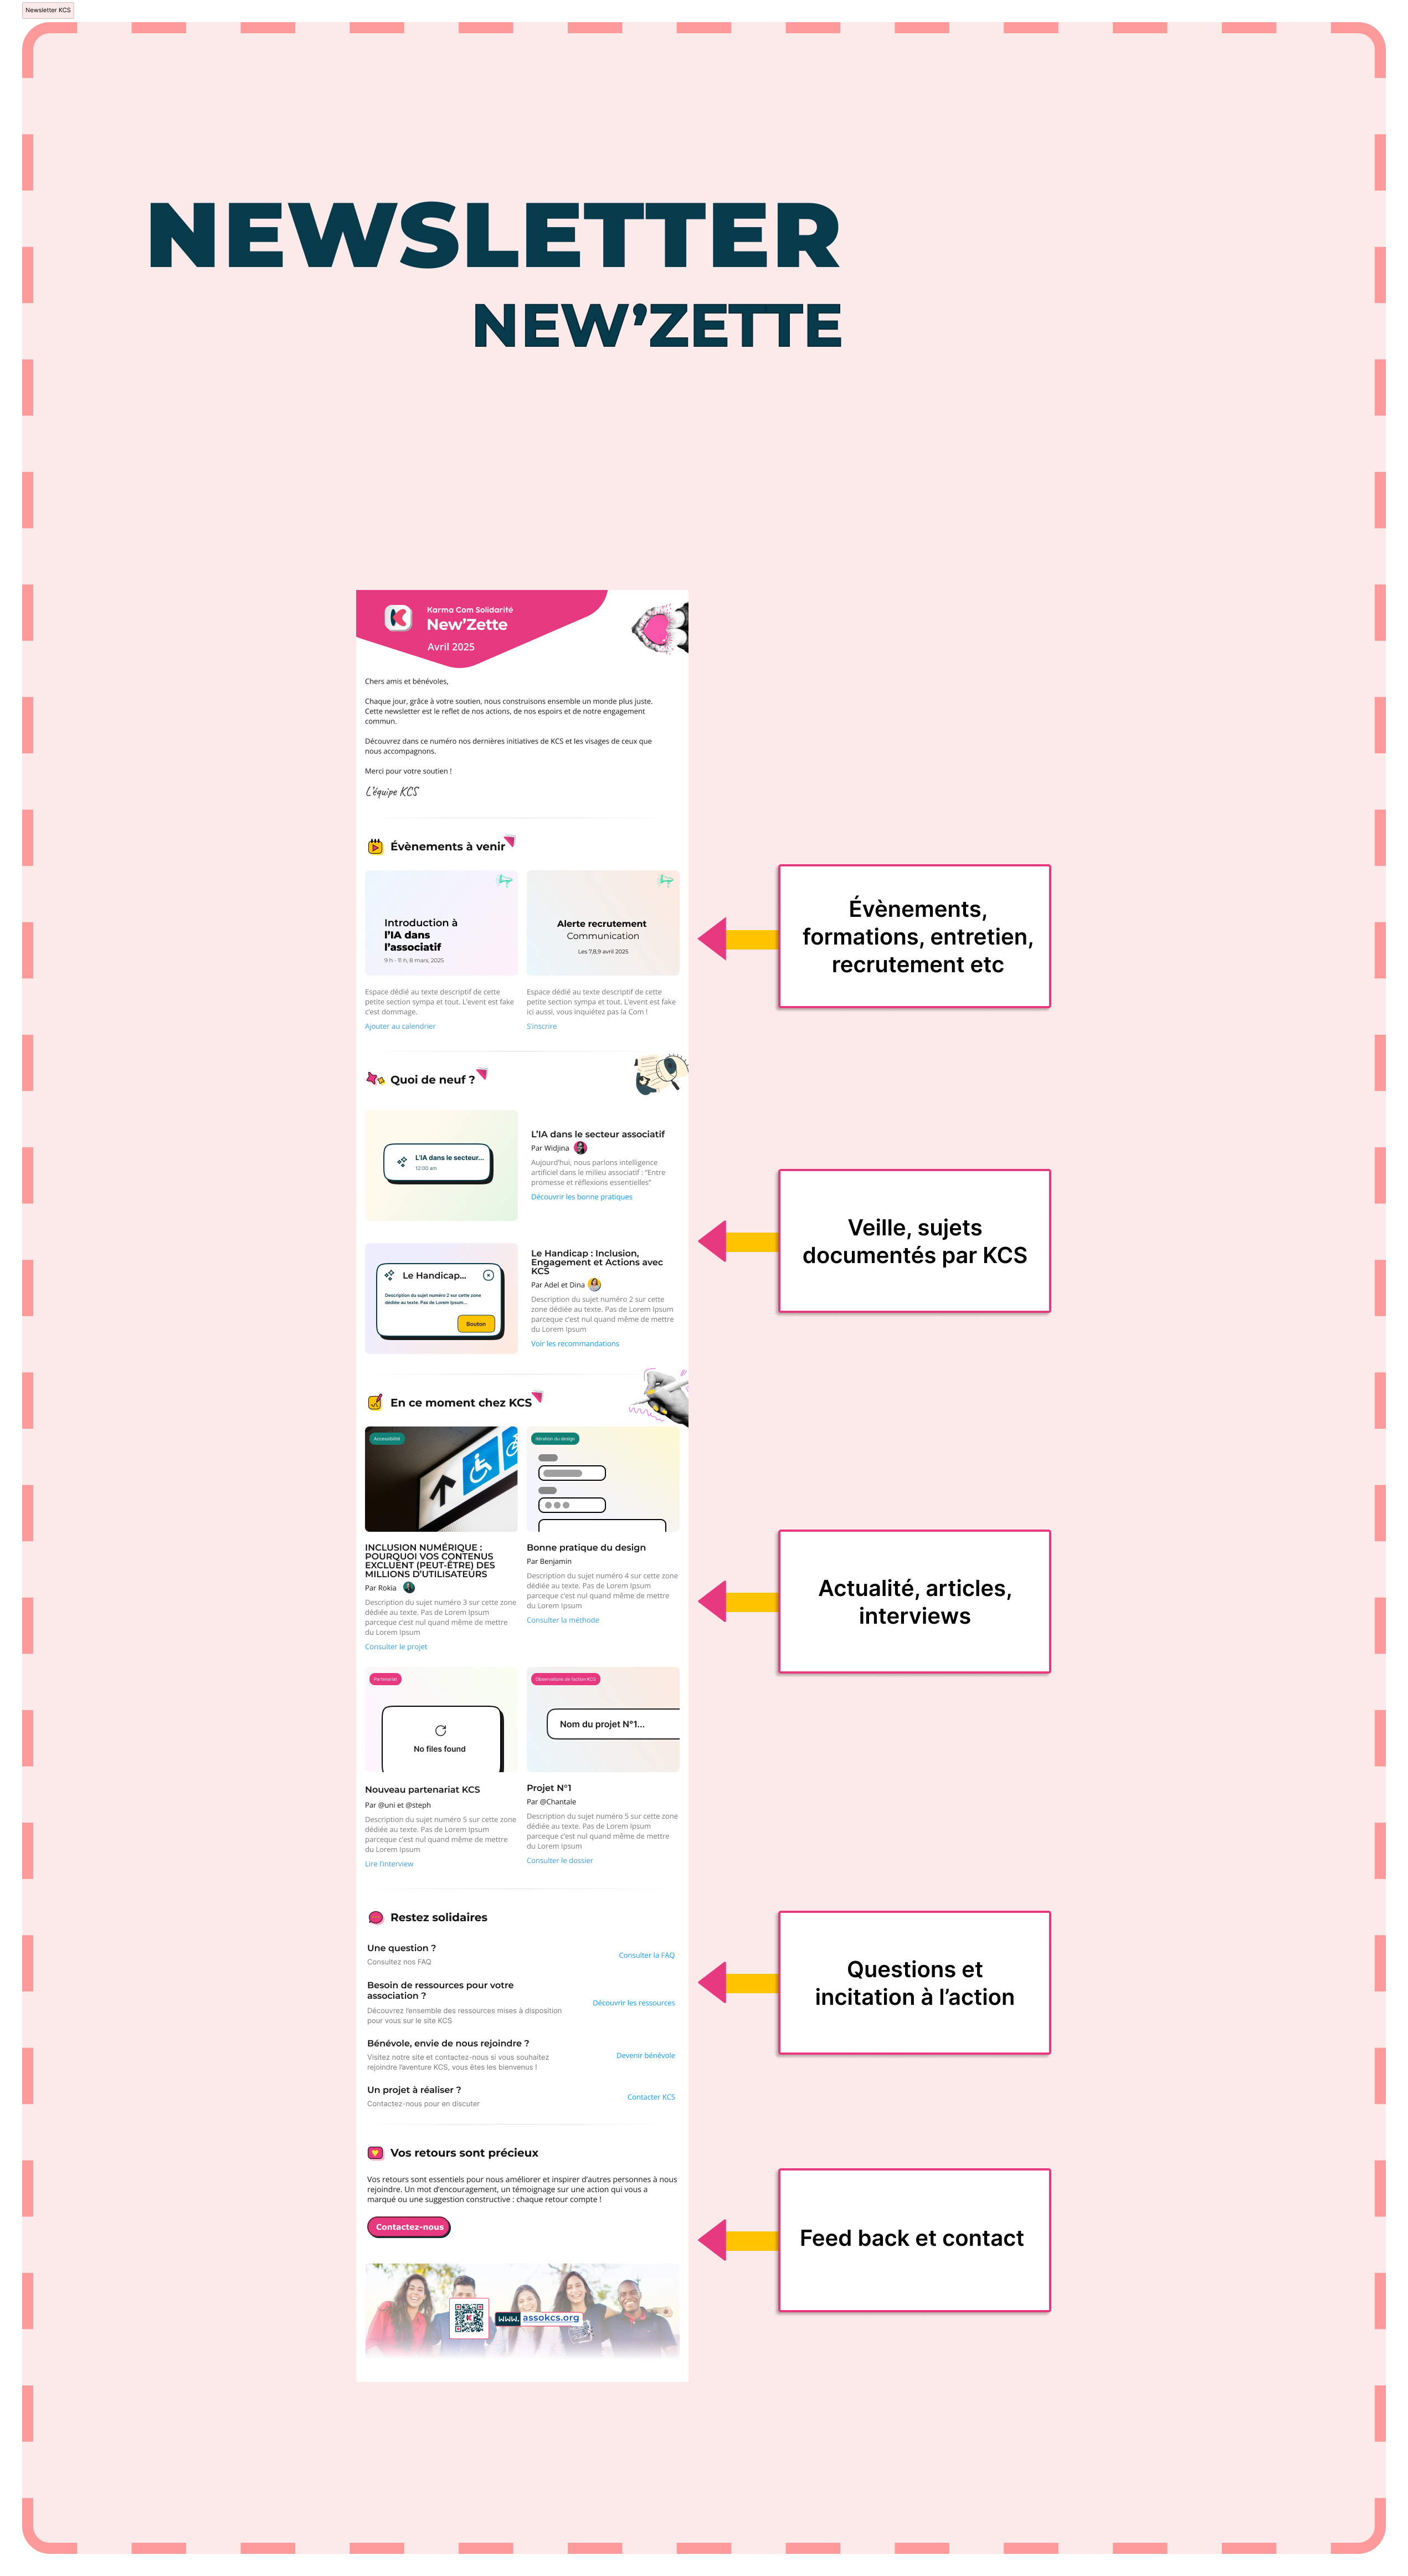 Newsletter KCS
NEWSLETTER
NEW’ZETTE
Karma Com Solidarité
New’Zette
Avril 2025
Chers amis et bénévoles,
Chaque jour, grâce à votre soutien, nous construisons ensemble un monde plus juste.
Cette newsletter est le reflet de nos actions, de nos espoirs et de notre engagement
commun.
Découvrez dans ce numéro nos dernières initiatives de KCS et les visages de ceux que
nous accompagnons.
Merci pour votre soutien !
L'équipe KCS
Évènements à venir
Introduction à
l’IA dans
l’associatif
9 h - 11 h, 8 mars, 2025
Espace dédié au texte descriptif de cette
petite section sympa et tout. L’event est fake
c’est dommage.
Ajouter au calendrier
Alerte recrutement
Communication
Les 7,8,9 avril 2025
Espace dédié au texte descriptif de cette
petite section sympa et tout. L’event est fake
ici aussi, vous inquiétez pas la Com !
S’inscrire
Évènements,
formations, entretien,
recrutement etc
Quoi de neuf ?
L’IA dans le secteur...
12:00 am
L’IA dans le secteur associatif
Par Widjina
Aujourd’hui, nous parlons intelligence
artificiel dans le milieu associatif : “Entre
promesse et réflexions essentielles”
Découvrir les bonne pratiques
Le Handicap...
Description du sujet numéro 2 sur cette zone
dédiée au texte. Pas de Lorem Ipsum...
Bouton
Le Handicap : Inclusion,
Engagement et Actions avec
KCS
Par Adel et Dina
Description du sujet numéro 2 sur cette
zone dédiée au texte. Pas de Lorem Ipsum
parceque c’est nul quand même de mettre
du Lorem Ipsum
Voir les recommandations
Veille, sujets
documentés par KCS
En ce moment chez KCS
Accessibilité
INCLUSION NUMÉRIQUE :
POURQUOI VOS CONTENUS
EXCLUENT (PEUT-ÊTRE) DES
MILLIONS D’UTILISATEURS
Par Rokia
Description du sujet numéro 3 sur cette zone
dédiée au texte. Pas de Lorem Ipsum
parceque c’est nul quand même de mettre
du Lorem Ipsum
Consulter le projet
Itération du design
Bonne pratique du design
Par Benjamin
Description du sujet numéro 4 sur cette zone
dédiée au texte. Pas de Lorem Ipsum
parceque c’est nul quand même de mettre
du Lorem Ipsum
Consulter la méthode
Actualité, articles,
interviews
Partenariat
No files found
Nouveau partenariat KCS
Par @uni et @steph
Description du sujet numéro 5 sur cette zone
dédiée au texte. Pas de Lorem Ipsum
parceque c’est nul quand même de mettre
du Lorem Ipsum
Lire l’interview
Observations de l’action KCS
Nom du projet N°1...
Projet N°1
Par @Chantale
Description du sujet numéro 5 sur cette zone
dédiée au texte. Pas de Lorem Ipsum
parceque c’est nul quand même de mettre
du Lorem Ipsum
Consulter le dossier
Restez solidaires
Une question ?
Consultez nos FAQ
Consulter la FAQ
Besoin de ressources pour votre
association ?
Découvrez l’ensemble des ressources mises à disposition
pour vous sur le site KCS
Découvrir les ressources
Bénévole, envie de nous rejoindre ?
Visitez notre site et contactez-nous si vous souhaitez
rejoindre l’aventure KCS, vous êtes les bienvenus !
Devenir bénévole
Un projet à réaliser ?
Contactez-nous pour en discuter
Contacter KCS
Questions et
incitation à l’action
Vos retours sont précieux
Vos retours sont essentiels pour nous améliorer et inspirer d’autres personnes à nous
rejoindre. Un mot d’encouragement, un témoignage sur une action qui vous a
marqué ou une suggestion constructive : chaque retour compte !
Contactez-nous
Feed back et contact
www. assokcs.org